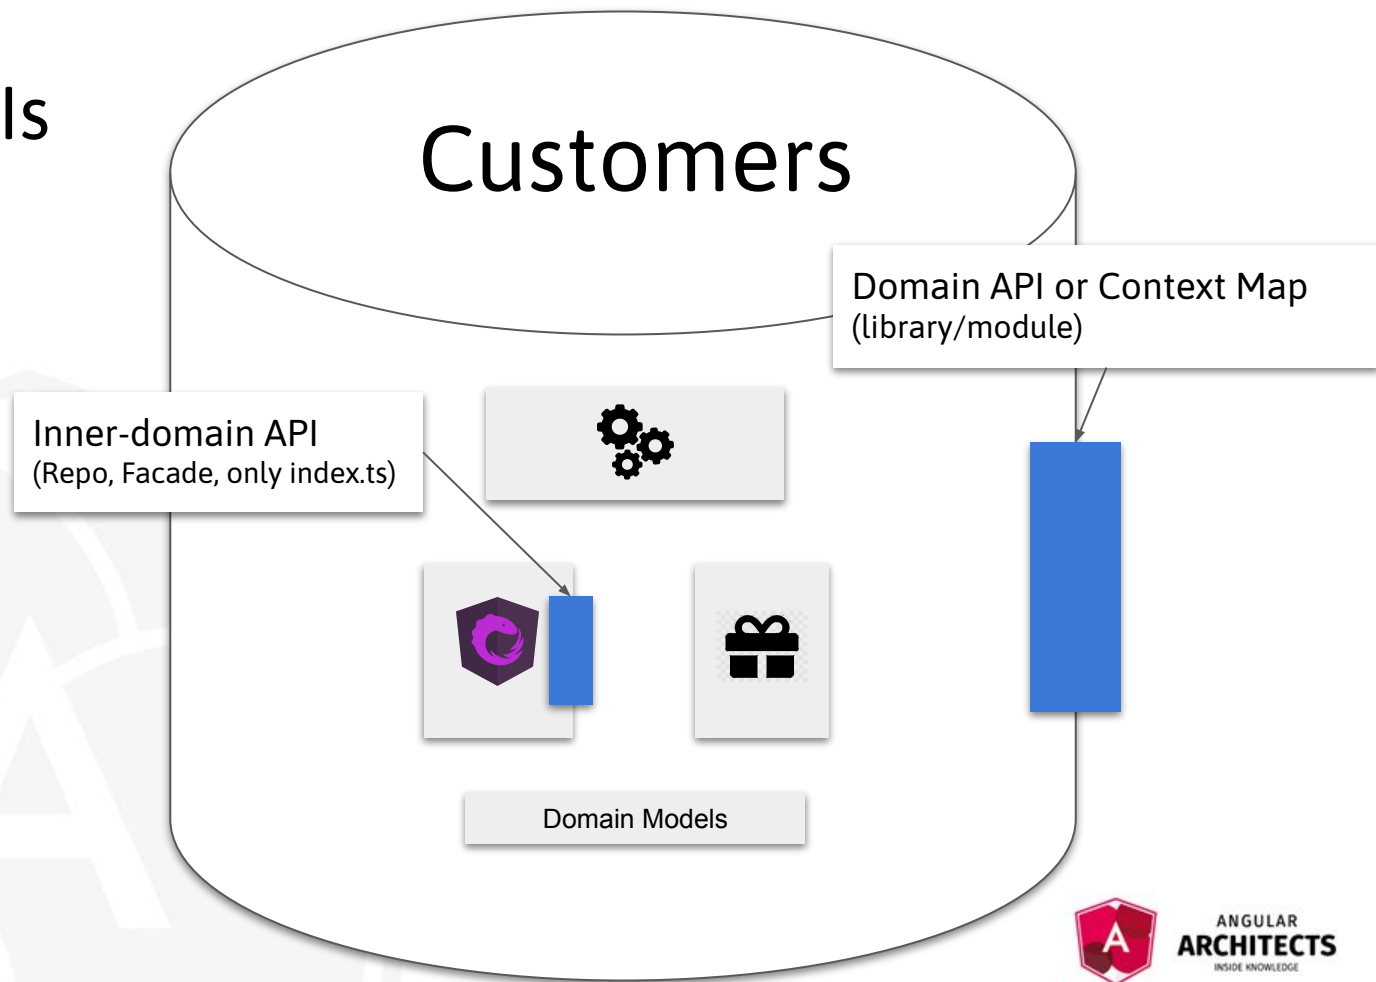 ls
Customers
Domain API or Context Map
(library/module)
Inner-domain API
(Repo, Facade, only index.ts)
Domain Models
A
ANGULAR
ARCHITECTS
INSIDE KNOWLEDGE